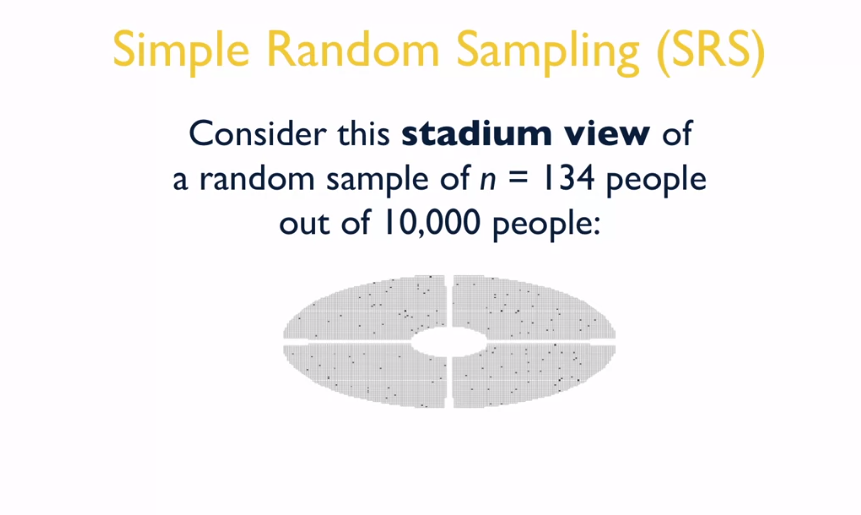 Simple Random Sampling (SRS)
Consider this stadium view of
a random sample of n = 134 people
out of 10,000 people: